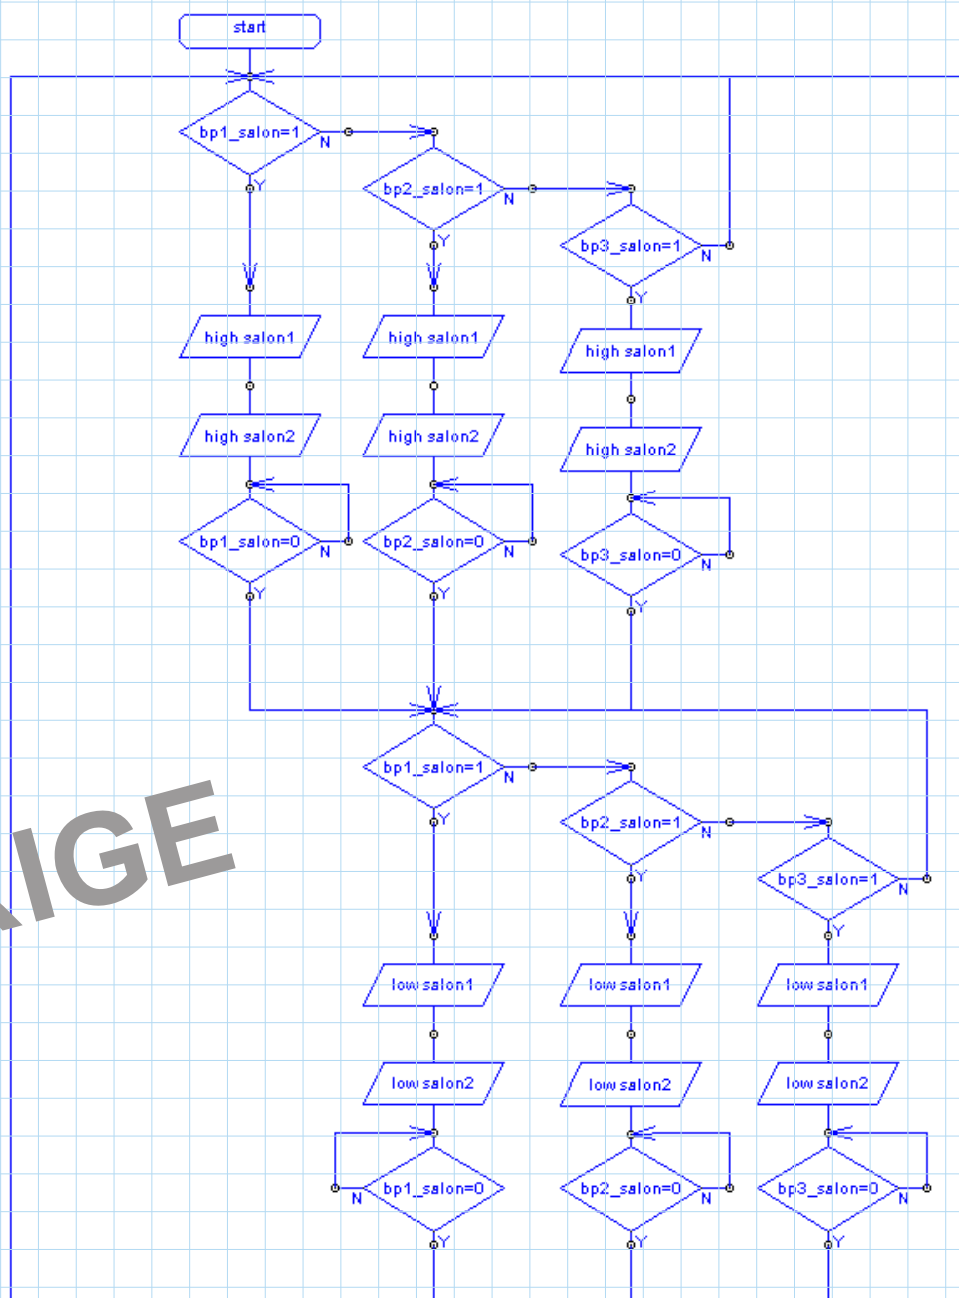 start
bp1_salon=1
N
Y
bp2_salon=1
N
Y
bp3_salon=1
N
Y
high salon1
high salon1
high salon1
high salon2
high salon2
high salon2
bp1_salon=0
N
Y
bp2_salon=0
N
Y
bp3_salon=0
N
Y
bp1_salon=1
N
Y
bp2_salon=1
N
Y
bp3_salon=1
N
Y
IGE
low salon1
low salon1
low salon1
low salon2
low salon2
low salon2
bp1_salon=0
N
Y
bp2_salon=0
N
Y
bp3_salon=0
N
Y